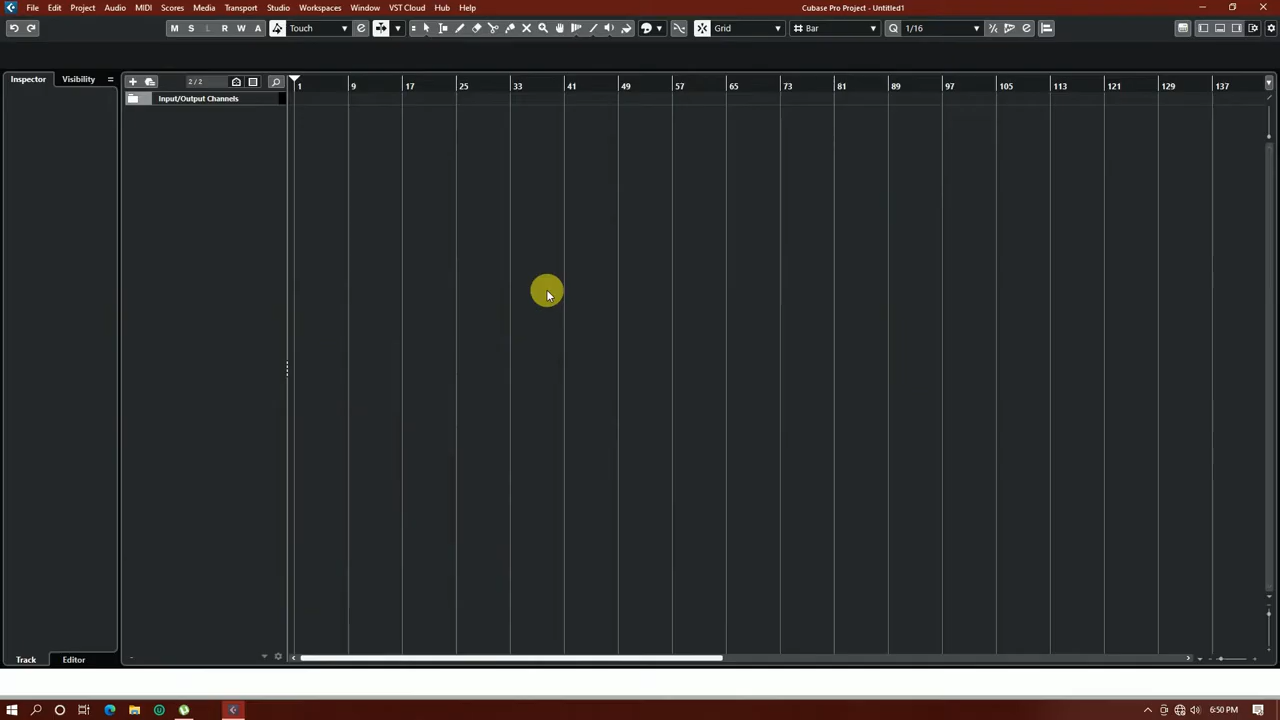 File Edit Project Audio MIDI Scores Media Transport Studio Workspaces Window VST Cloud Hub Help
Cubase Pro Project - Untitled1
M S L R W A Touch Grid Bar Q 1/16
Inspector Visibility
2 / 2
1 9 17 25 33 41 49 57 65 73 81 89 97 105 113 121 129 137
Input/Output Channels
Track Editor
6:50 PM